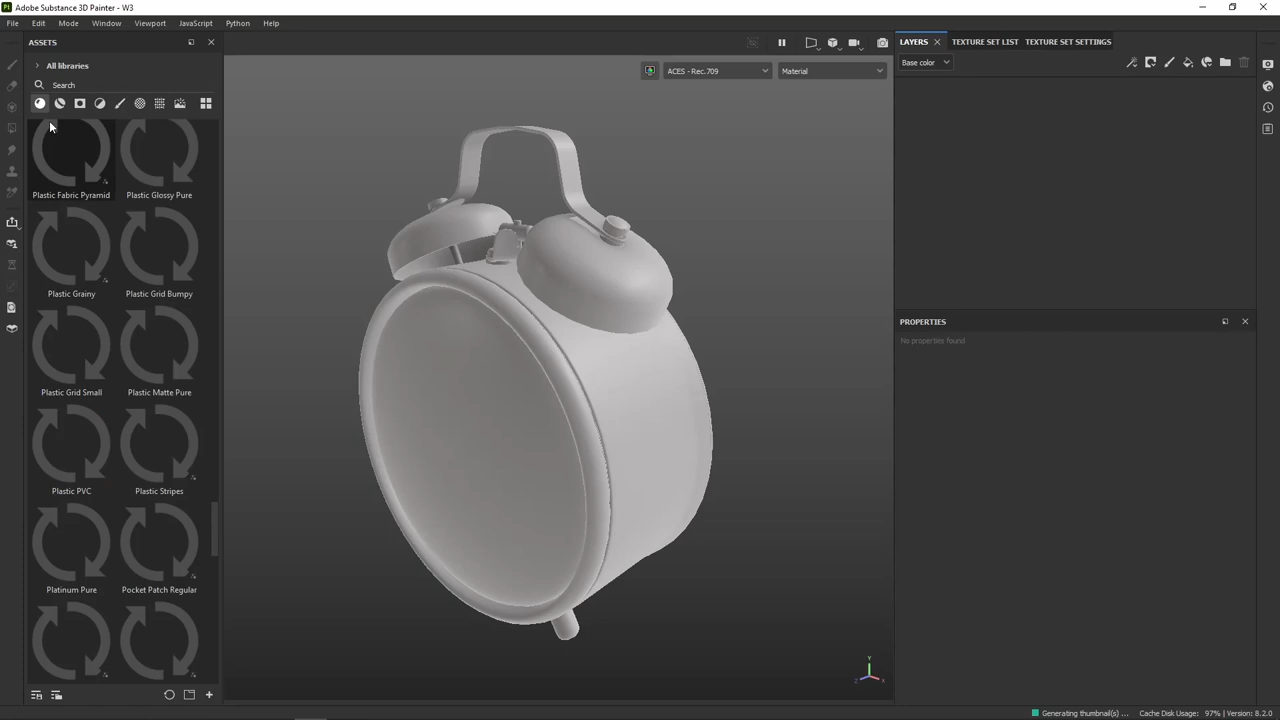 Adobe Substance 3D Painter - W3
File Edit Mode Window Viewport JavaScript Python Help
ASSETS
All libraries
Search
Plastic Fabric Pyramid Plastic Glossy Pure
Plastic Grainy Plastic Grid Bumpy
Plastic Grid Small Plastic Matte Pure
Plastic PVC Plastic Stripes
Platinum Pure Pocket Patch Regular
ACES - Rec.709 Material
Y
Z X
LAYERS TEXTURE SET LIST TEXTURE SET SETTINGS
Base color
PROPERTIES
No properties found
Generating thumbnail(s) ... Cache Disk Usage: 97% | Version: 8.2.0